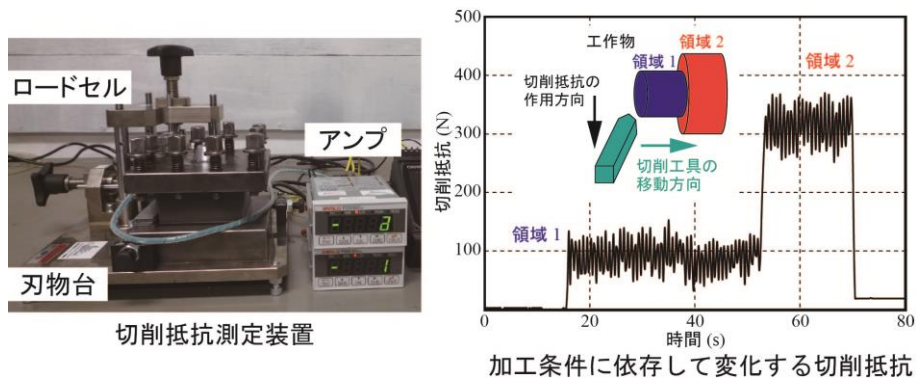 ロードセル
アンプ
刃物台
切削抵抗測定装置
切削抵抗 (N)
500
400
300
200
100
0
20
40
60
80
時間 (s)
工作物
領域 2
領域 1
切削抵抗の
作用方向
切削工具の
移動方向
領域 1
領域 2
加工条件に依存して変化する切削抵抗